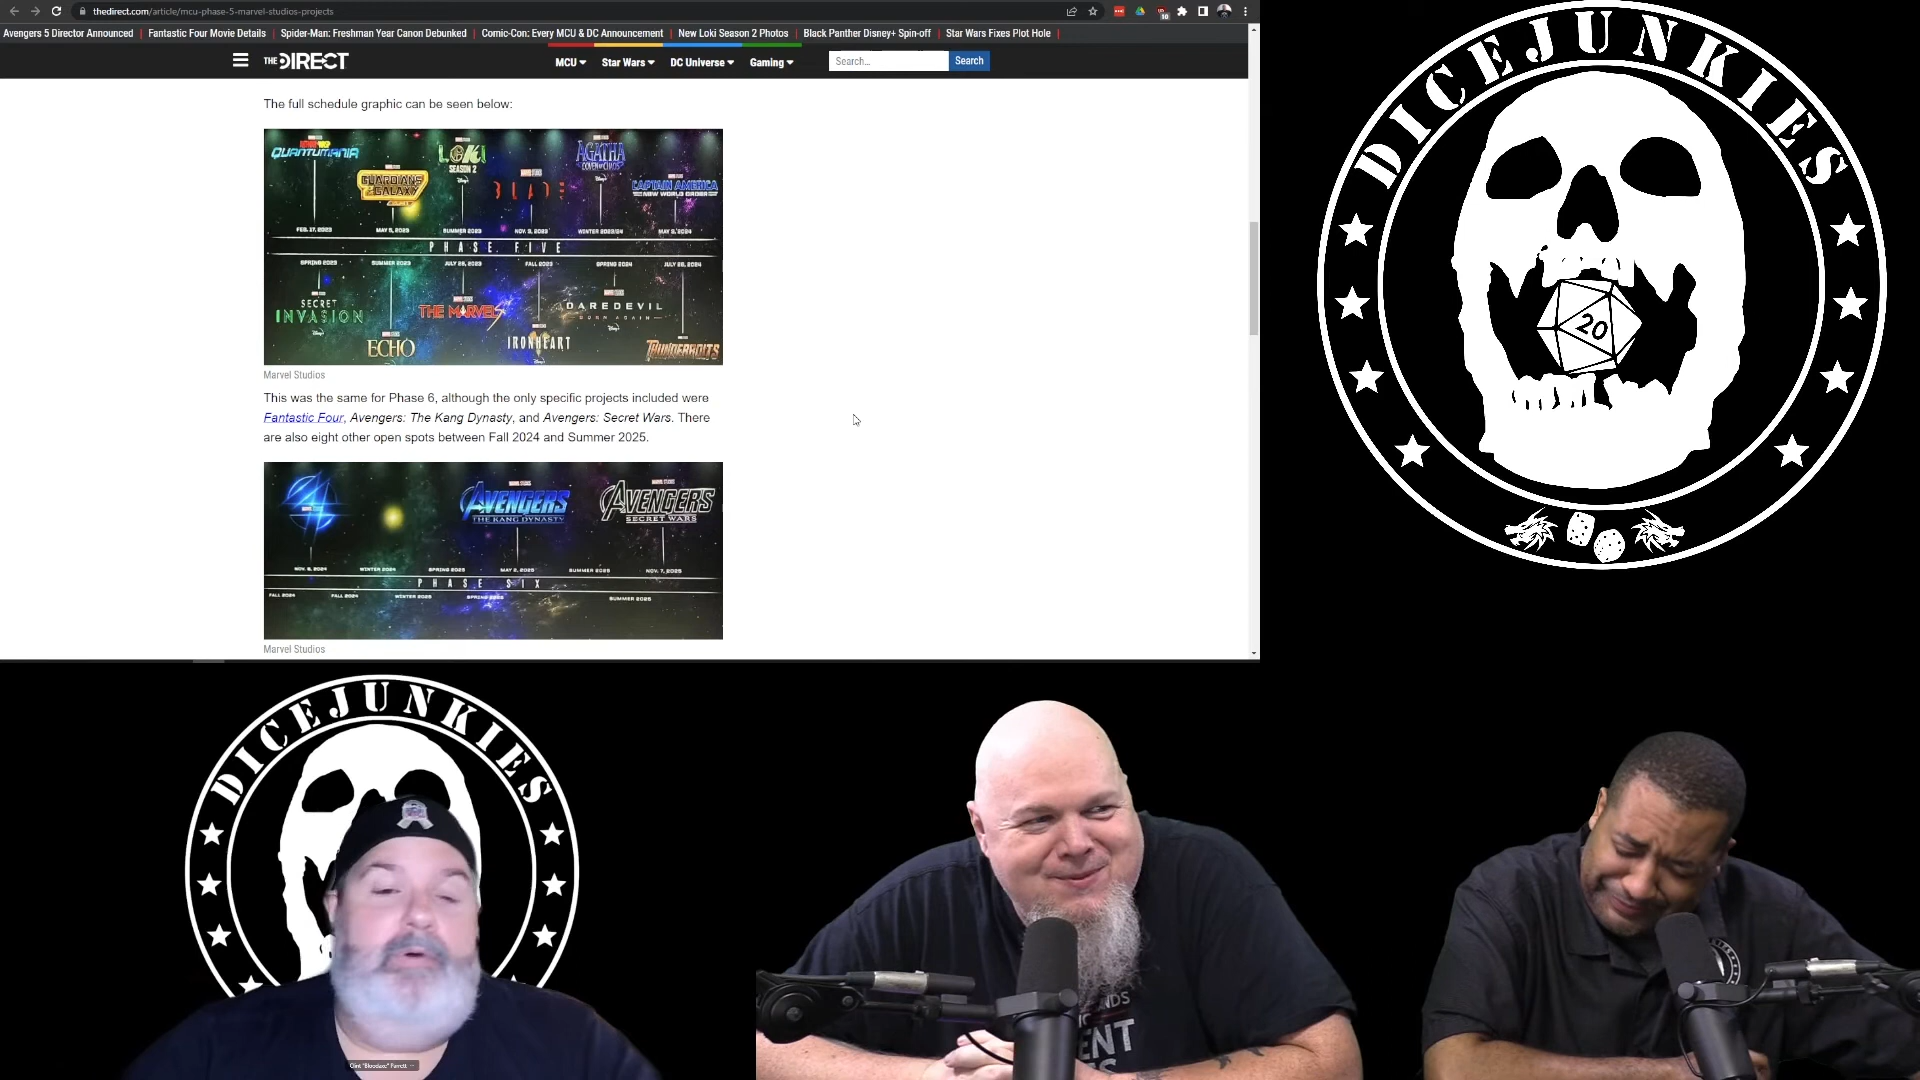 thedirect.com/article/mcu-phase-5-marvel-studios-projects
Avengers 5 Director Announced | Fantastic Four Movie Details | Spider-Man: Freshman Year Canon Debunked | Comic-Con: Every MCU & DC Announcement | New Loki Season 2 Photos | Black Panther Disney+ Spin-off | Star Wars Fixes Plot Hole |
THE DIRECT
MCU Star Wars DC Universe Gaming Search... Search
The full schedule graphic can be seen below:
QUANTUMANIA
LOKI
SEASON 2
AGATHA
COVEN OF CHAOS
GUARDIANS
GALAXY
BLADE
CAPTAIN AMERICA
NEW WORLD ORDER
FEB. 17, 2023 MAY 5, 2023 SUMMER 2023 NOV. 3, 2023 WINTER 2023/24 MAY 3, 2024
PHASE FIVE
SPRING 2023 SUMMER 2023 JULY 28, 2023 FALL 2023 SPRING 2024 JULY 26, 2024
SECRET
INVASION
THE MARVELS
DAREDEVIL
BORN AGAIN
ECHO
IRONHEART
THUNDERBOLTS
Marvel Studios
This was the same for Phase 6, although the only specific projects included were
Fantastic Four, Avengers: The Kang Dynasty, and Avengers: Secret Wars. There
are also eight other open spots between Fall 2024 and Summer 2025.
4
AVENGERS
THE KANG DYNASTY
AVENGERS
SECRET WARS
NOV. 8, 2024 WINTER 2024 SPRING 2025 MAY 2, 2025 SUMMER 2025 NOV. 7, 2025
PHASE SIX
FALL 2024 FALL 2024 WINTER 2025 SPRING 2025 SUMMER 2025
Marvel Studios
DICEJUNKIES
20
DICEJUNKIES
Clint "Bloodaxe" Parrott
ENT